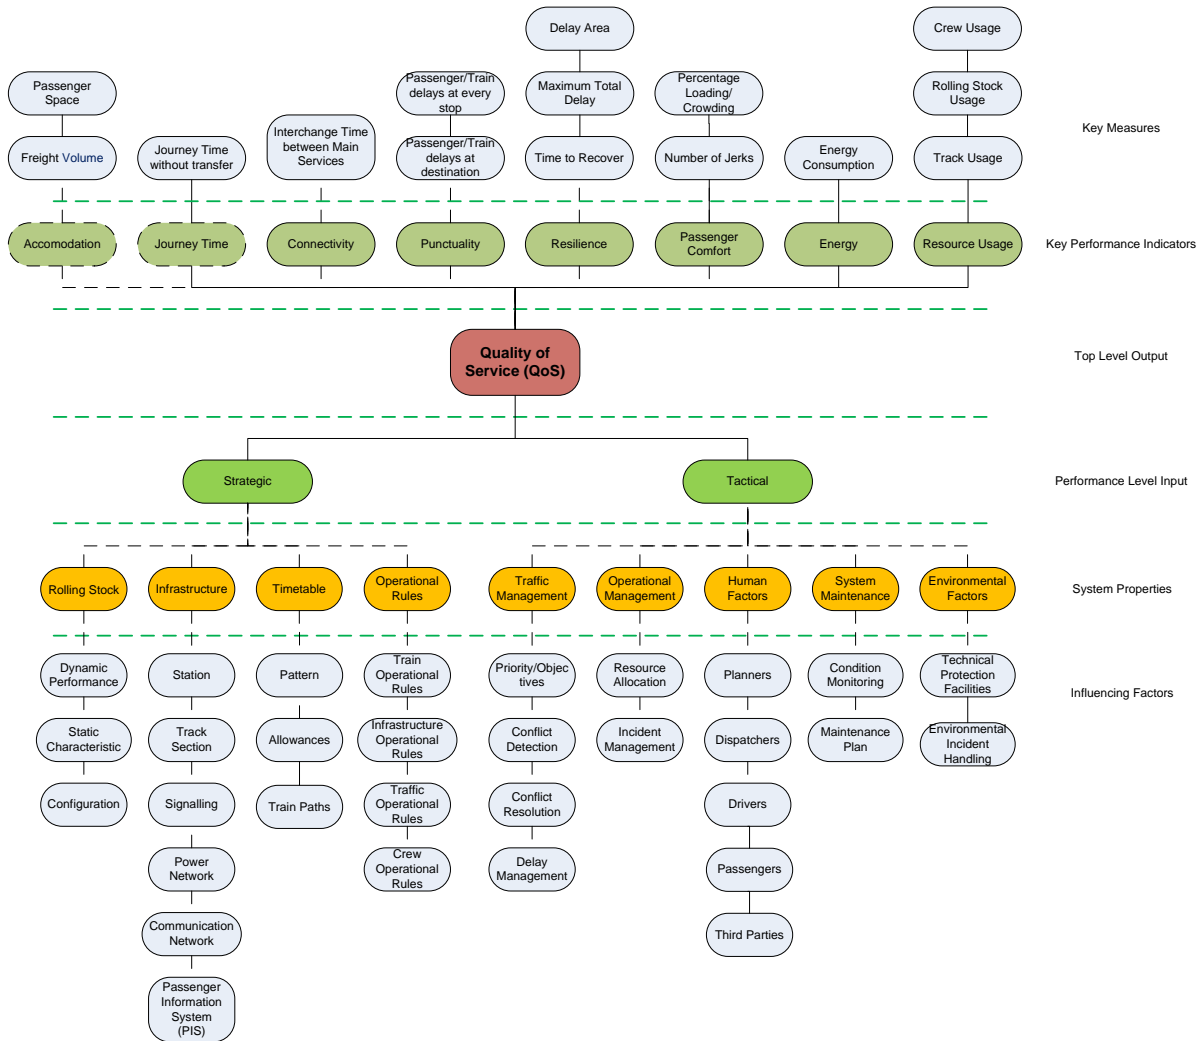 Delay Area
Crew Usage
Passenger
Space
Passenger/Train
delays at every
stop
Maximum Total
Delay
Percentage
Loading/
Crowding
Rolling Stock
Usage
Key Measures
Freight Volume
Journey Time
without transfer
Interchange Time
between Main
Services
Passenger/Train
delays at
destination
Time to Recover
Number of Jerks
Energy
Consumption
Track Usage
Accomodation
Journey Time
Connectivity
Punctuality
Resilience
Passenger
Comfort
Energy
Resource Usage
Key Performance Indicators
Quality of
Service (QoS)
Top Level Output
Strategic
Tactical
Performance Level Input
Rolling Stock
Infrastructure
Timetable
Operational
Rules
Traffic
Management
Operational
Management
Human
Factors
System
Maintenance
Environmental
Factors
System Properties
Dynamic
Performance
Station
Pattern
Train
Operational
Rules
Priority/Objec
tives
Resource
Allocation
Planners
Condition
Monitoring
Technical
Protection
Facilities
Influencing Factors
Static
Characteristic
Track
Section
Allowances
Infrastructure
Operational
Rules
Conflict
Detection
Incident
Management
Dispatchers
Maintenance
Plan
Environmental
Incident
Handling
Configuration
Signalling
Train Paths
Traffic
Operational
Rules
Conflict
Resolution
Drivers
Power
Network
Crew
Operational
Rules
Delay
Management
Passengers
Communication
Network
Third Parties
Passenger
Information
System
(PIS)